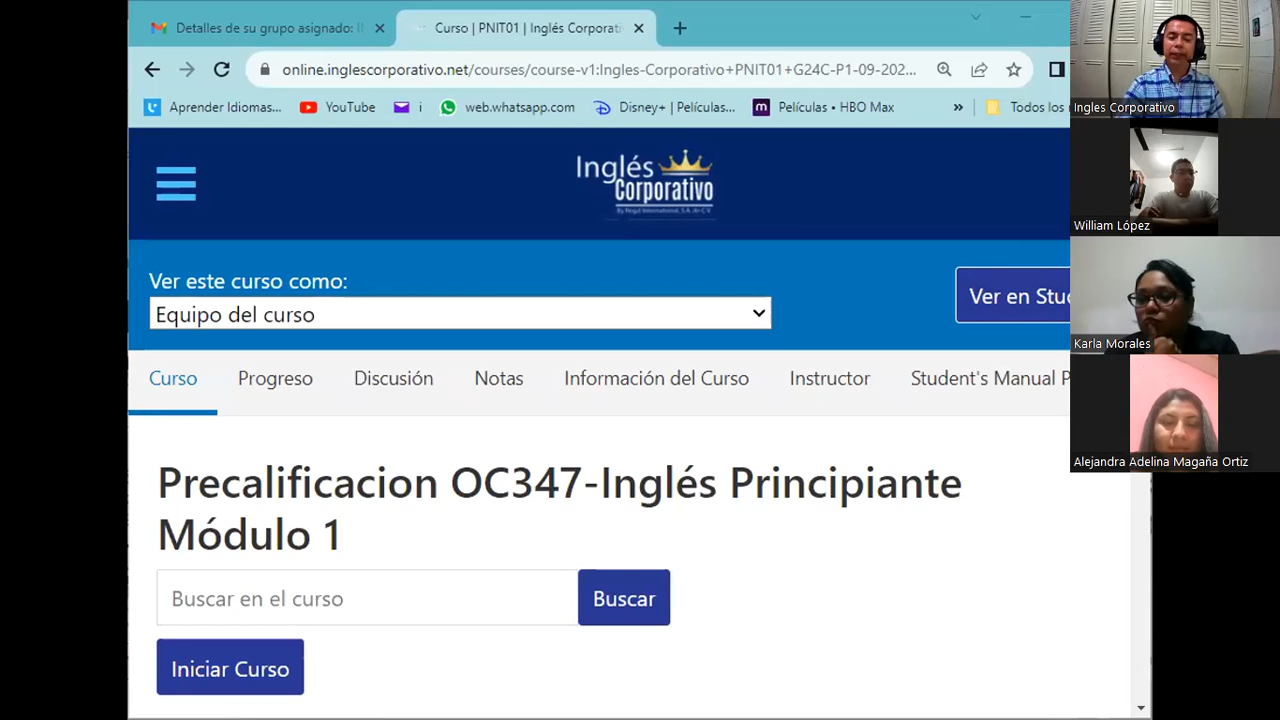 Detalles de su grupo asignado: I
Curso | PNIT01 | Inglés Corporati
online.inglescorporativo.net/courses/course-v1:Ingles-Corporativo+PNIT01+G24C-P1-09-202...
Aprender Idiomas...
YouTube
i
web.whatsapp.com
Disney+ | Películas...
Películas • HBO Max
»
Todos los
Inglés
Corporativo
Ver este curso como:
Equipo del curso
Ver en Stu
Curso
Progreso
Discusión
Notas
Información del Curso
Instructor
Student's Manual P
Precalificacion OC347-Inglés Principiante
Módulo 1
Buscar en el curso
Buscar
Iniciar Curso
Ingles Corporativo
William López
Karla Morales
Alejandra Adelina Magaña Ortiz